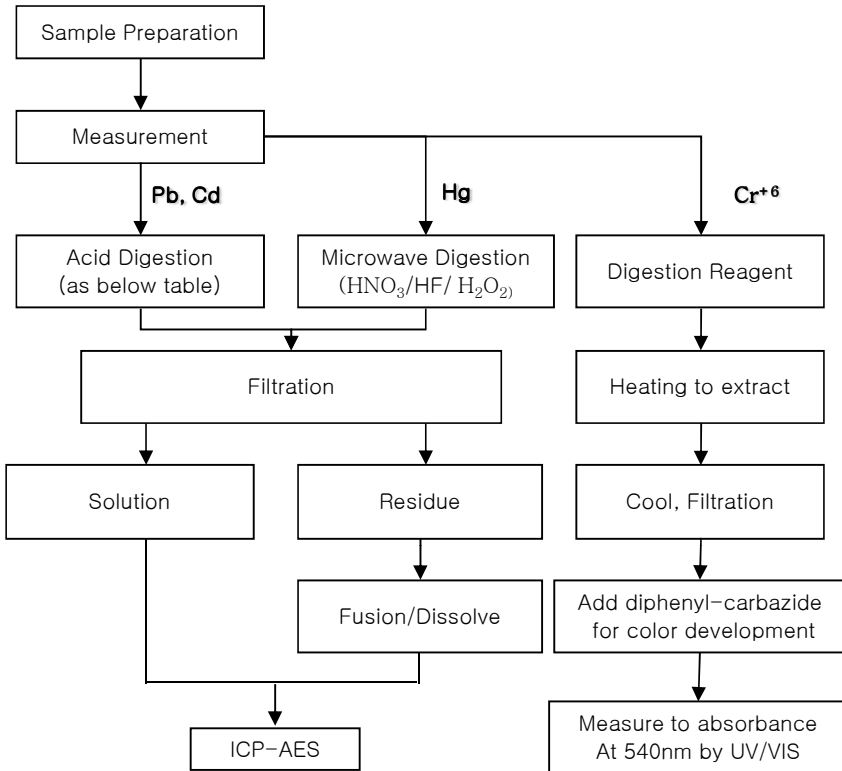 Sample Preparation
Measurement
Pb, Cd
Hg
Cr⁺⁶
Acid Digestion
(as below table)
Microwave Digestion
(HNO₃/HF/ H₂O₂)
Digestion Reagent
Filtration
Heating to extract
Solution
Residue
Cool, Filtration
Fusion/Dissolve
Add diphenyl-carbazide
for color development
ICP-AES
Measure to absorbance
At 540nm by UV/VIS